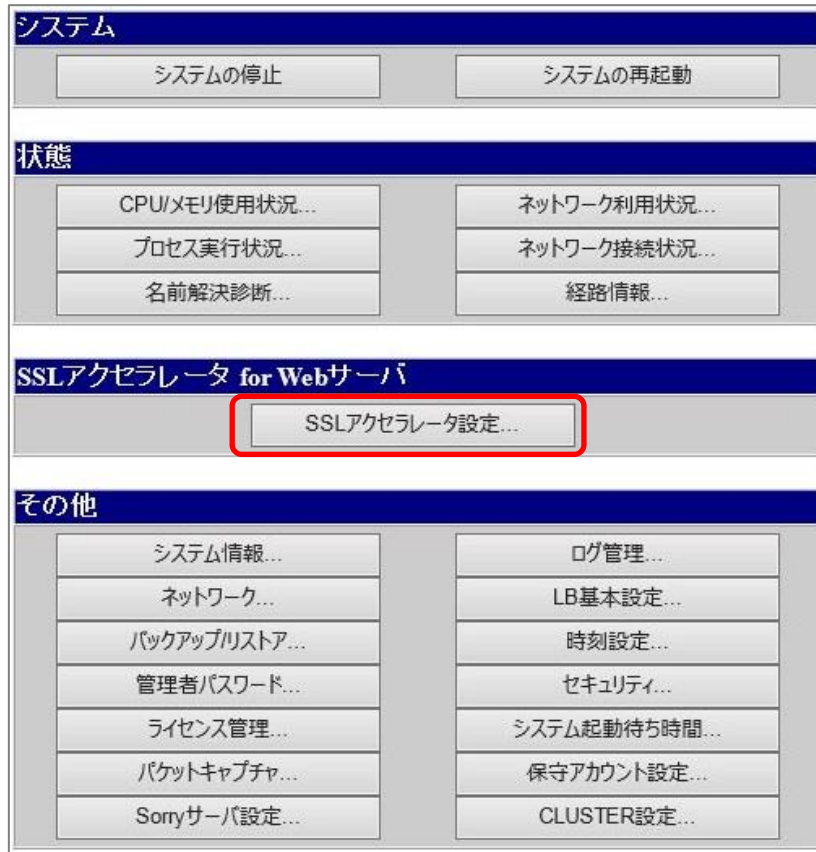 システム
システムの停止 システムの再起動
状態
CPU/メモリ使用状況... ネットワーク利用状況...
プロセス実行状況... ネットワーク接続状況...
名前解決診断... 経路情報...
SSLアクセラレータ for Webサーバ
SSLアクセラレータ設定...
その他
システム情報... ログ管理...
ネットワーク... LB基本設定...
バックアップ/リストア... 時刻設定...
管理者パスワード... セキュリティ...
ライセンス管理... システム起動待ち時間...
パケットキャプチャ... 保守アカウント設定...
Sorryサーバ設定... CLUSTER設定...